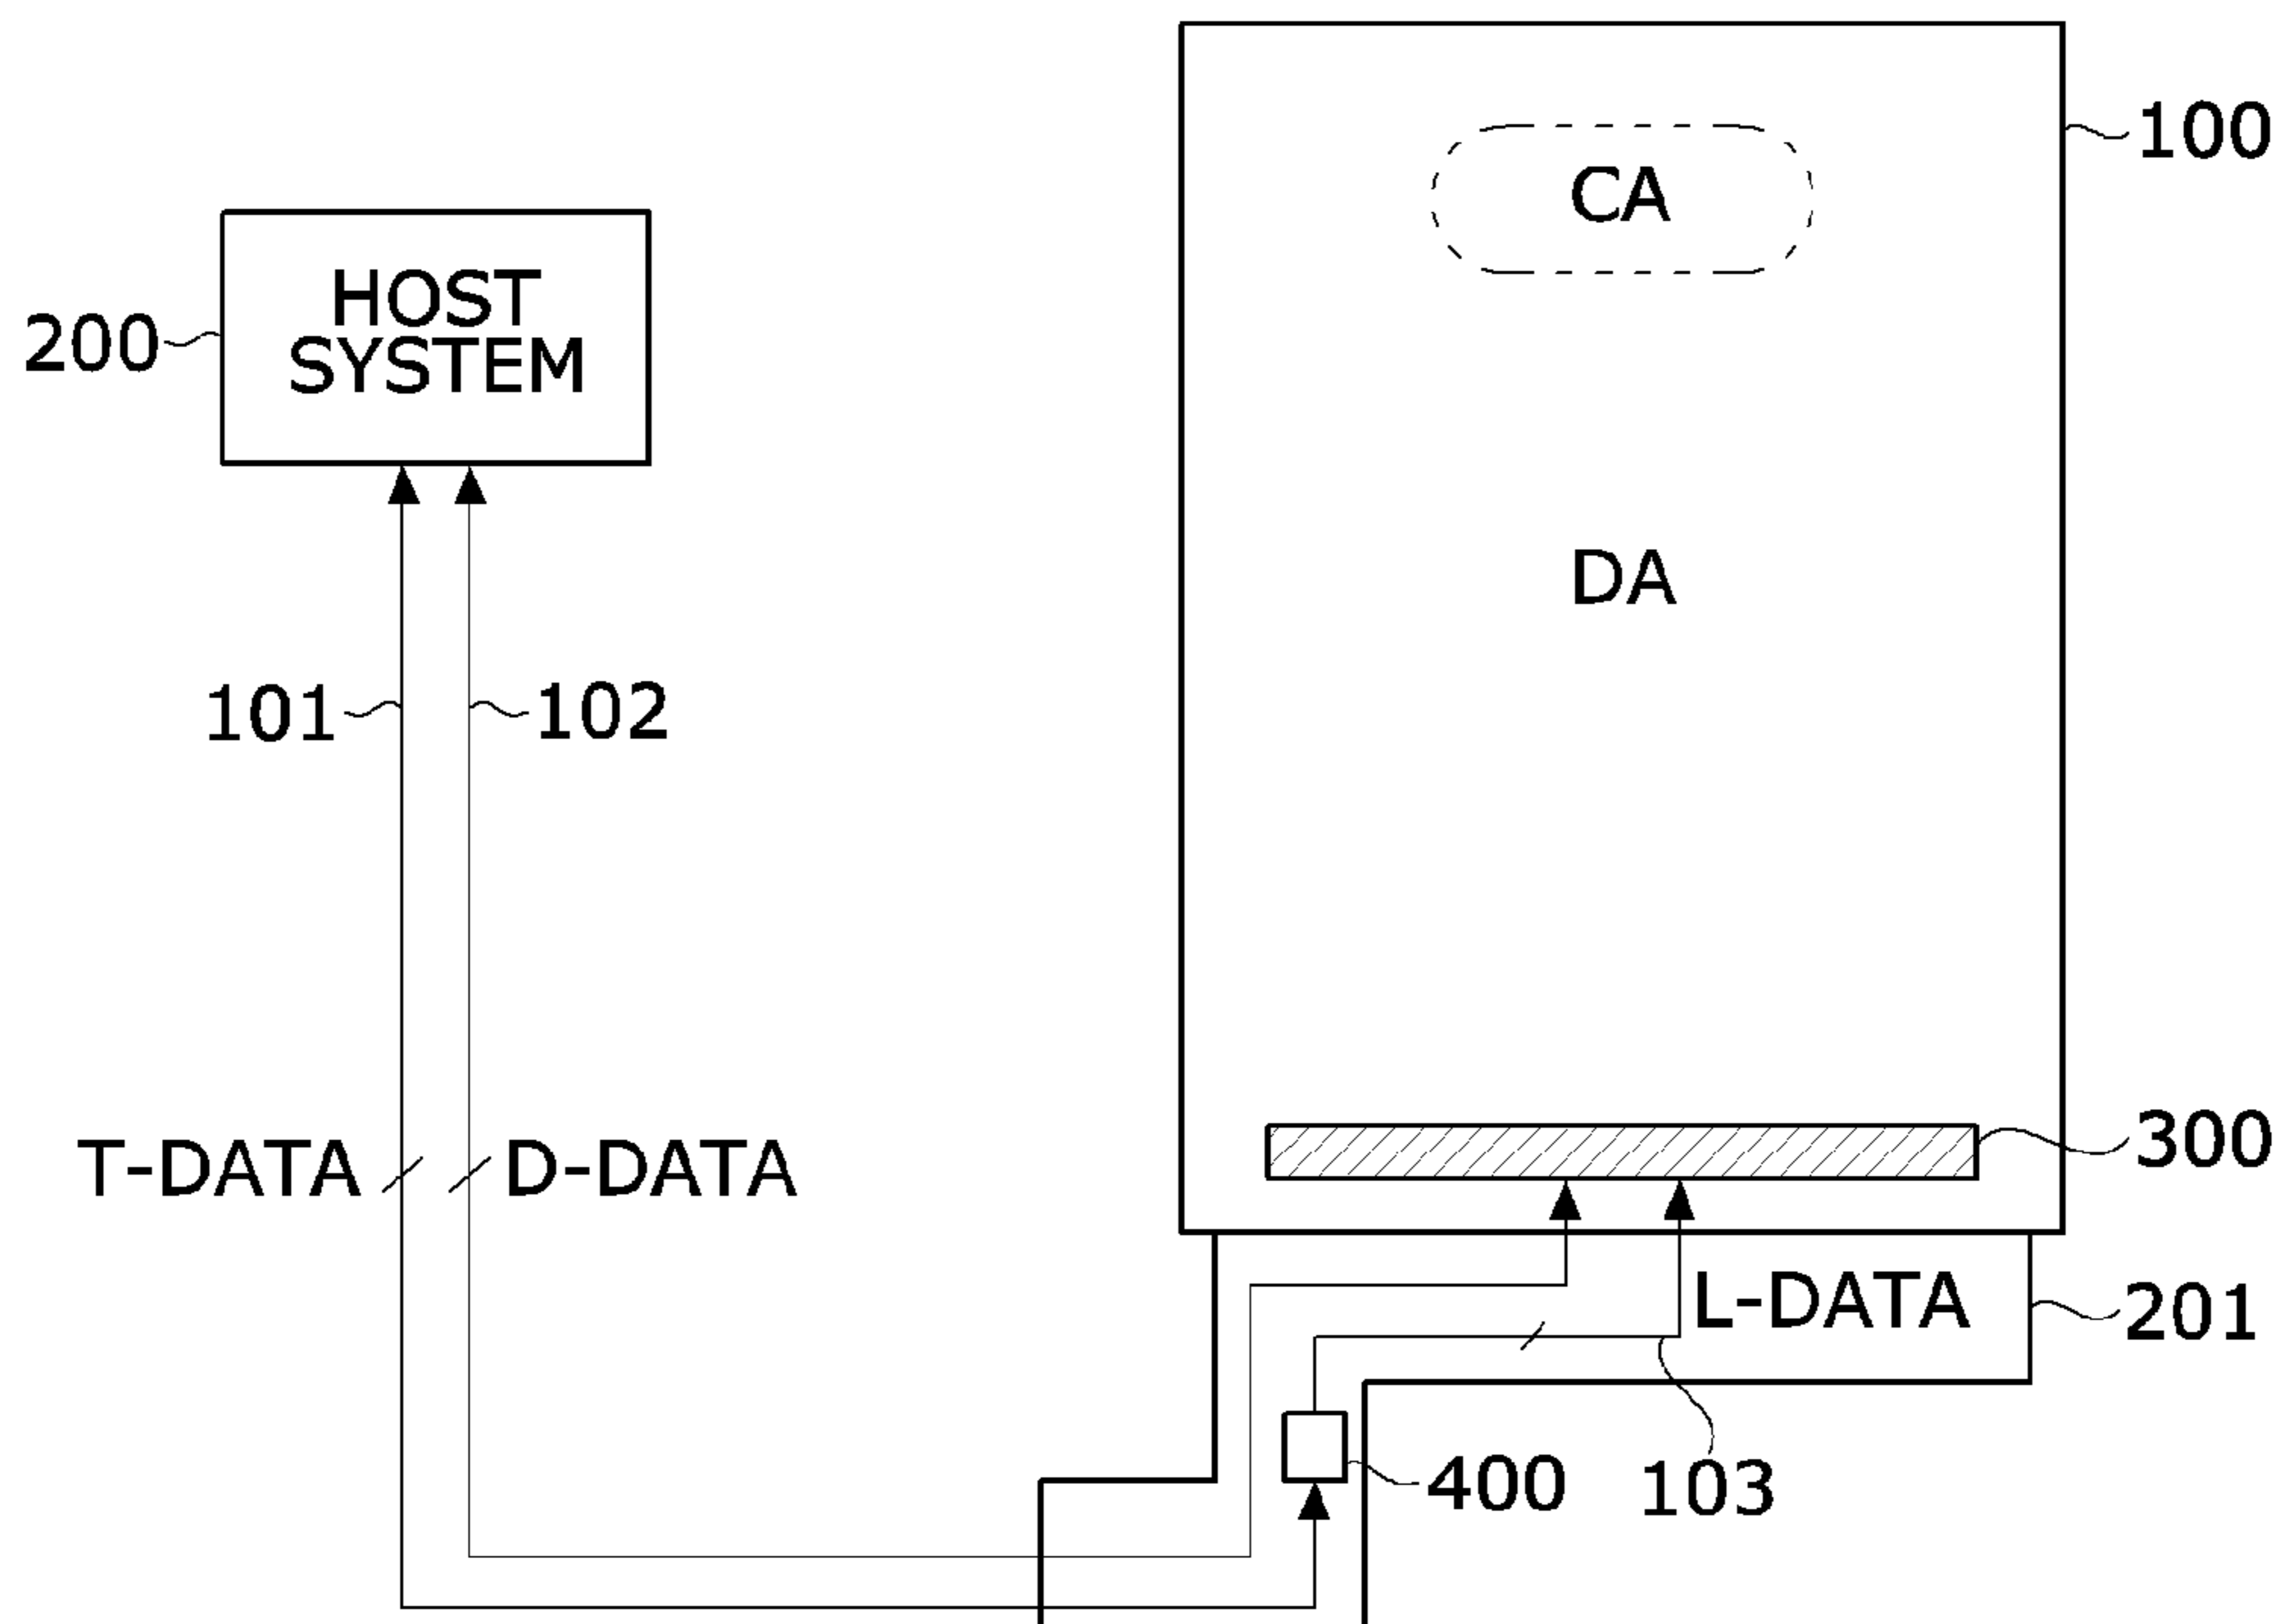 100
CA
HOST
SYSTEM
200
DA
101
102
T-DATA
D-DATA
300
L-DATA
201
400
103